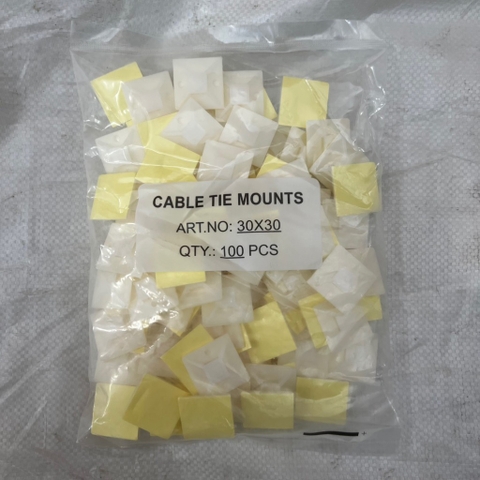 CABLE TIE MOUNTS
ART.NO: 30X30
QTY.: 100 PCS